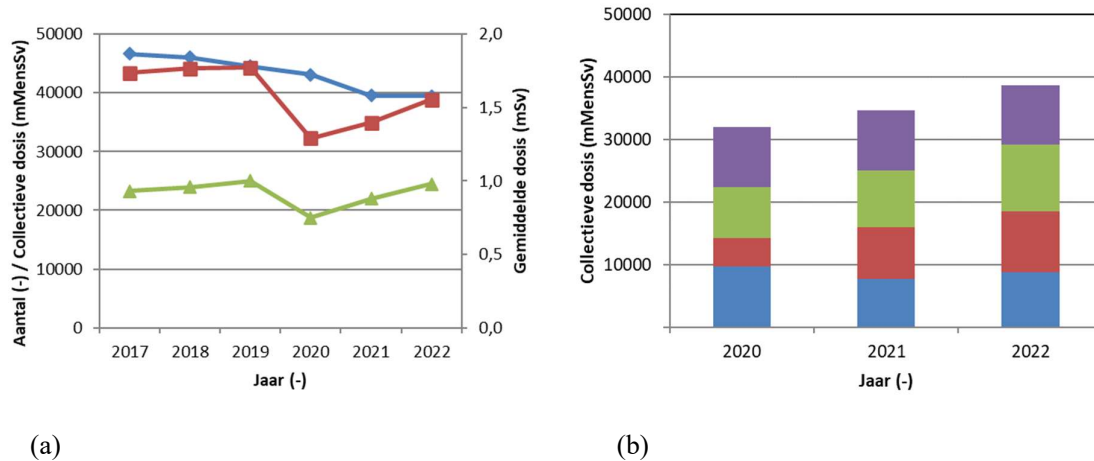 Aantal (-) / Collectieve dosis (mMensSv)
50000
40000
30000
20000
10000
0
2,0
1,5
1,0
0,5
0,0
Gemiddelde dosis (mSv)
2017 2018 2019 2020 2021 2022
Jaar (-)
(a)
Collectieve dosis (mMensSv)
50000
40000
30000
20000
10000
2020 2021 2022
Jaar (-)
(b)